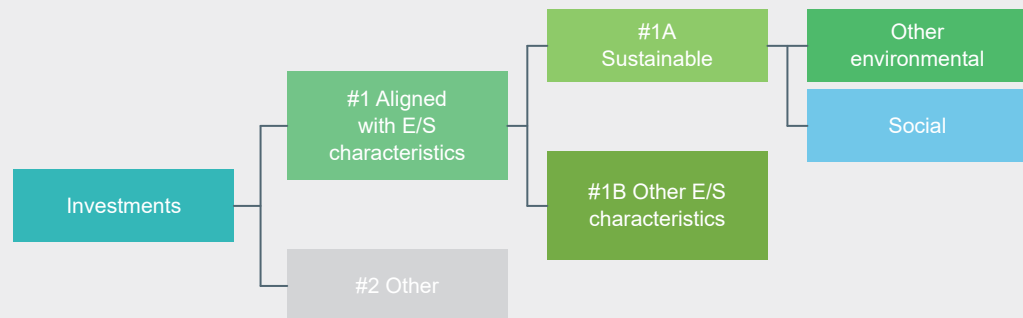 Investments
#1 Aligned
with E/S
characteristics
#2 Other
#1A
Sustainable
#1B Other E/S
characteristics
Other
environmental
Social